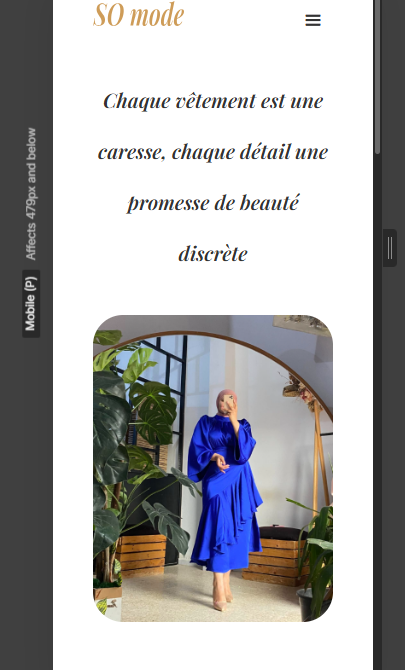 SO mode
Chaque vêtement est une
caresse, chaque détail une
promesse de beauté
discrète
Mobile (P) Affects 479px and below